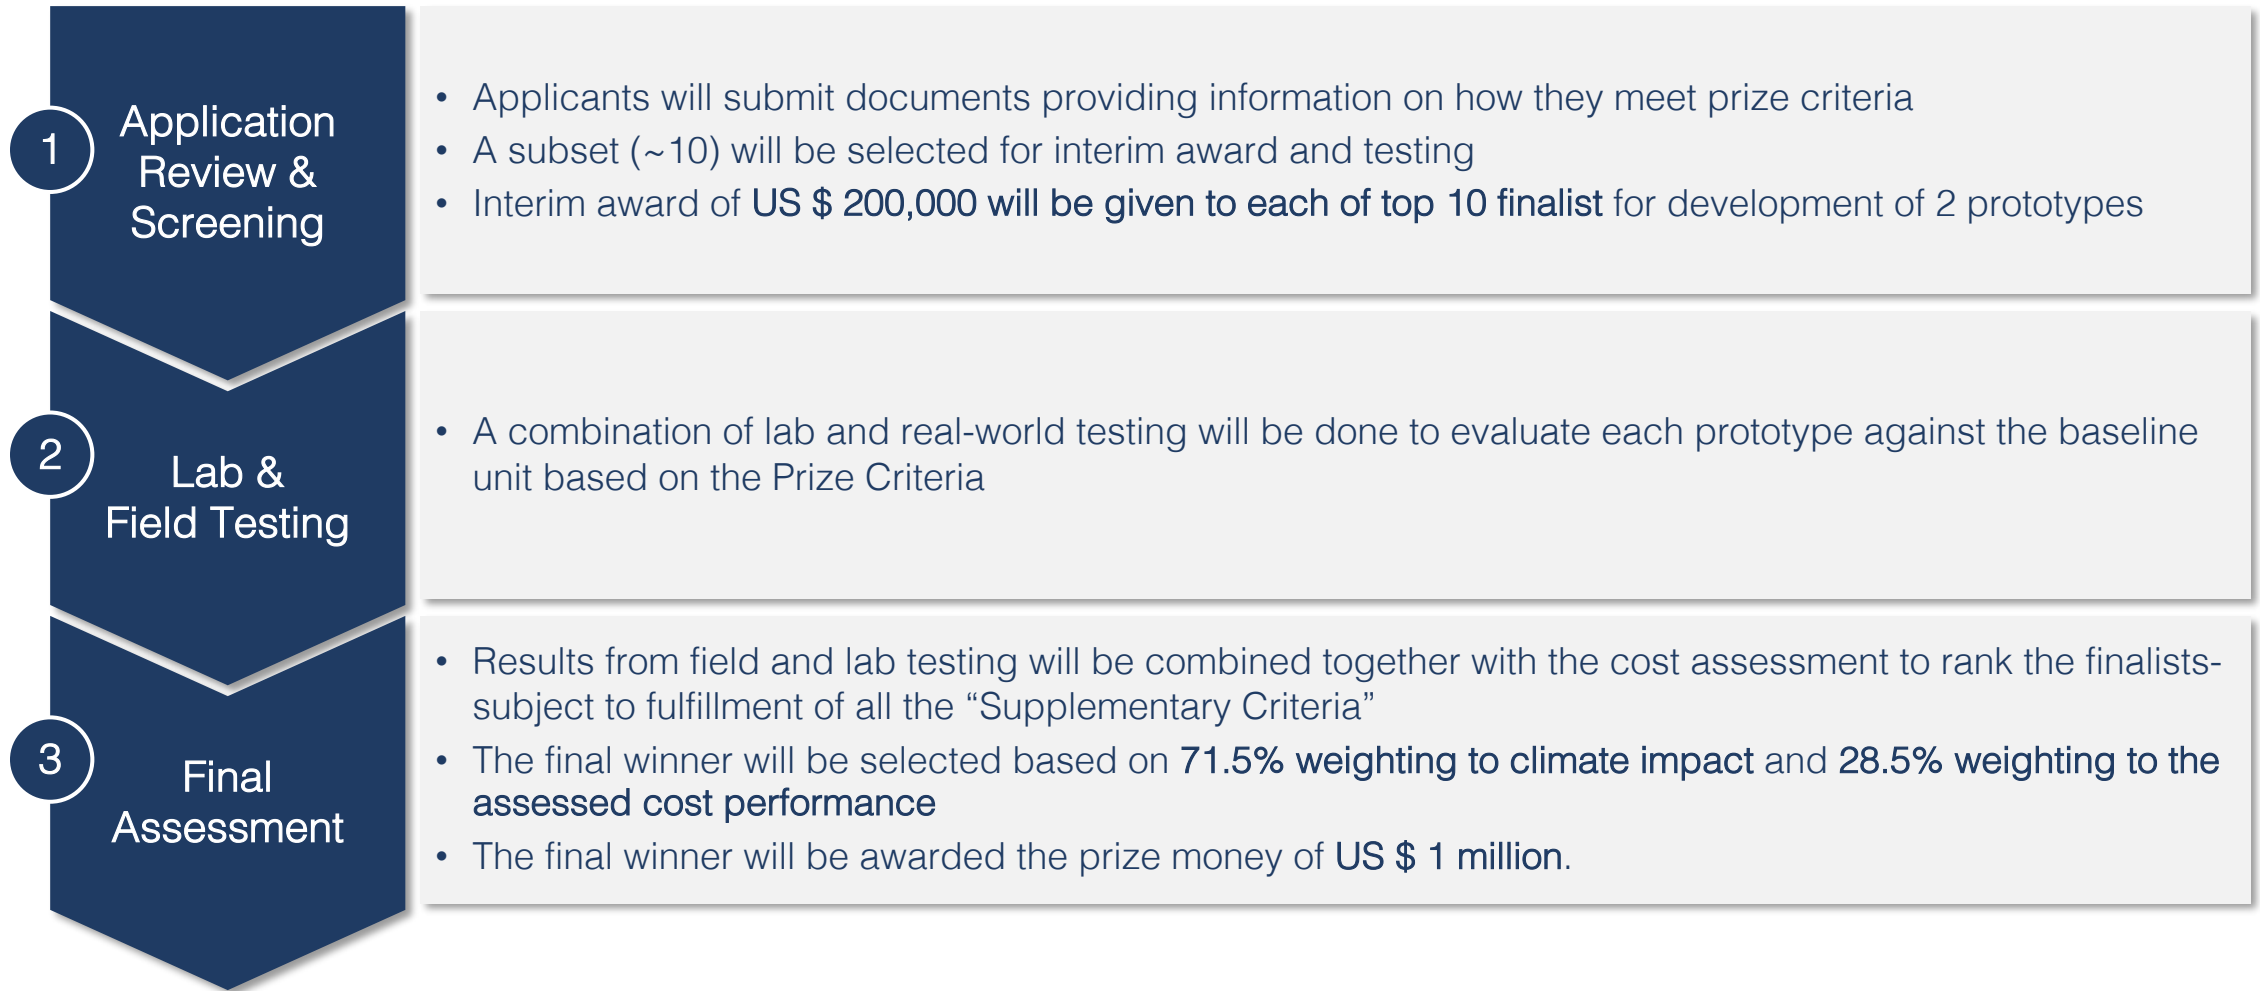 1
Application
Review &
Screening
• Applicants will submit documents providing information on how they meet prize criteria
• A subset (~10) will be selected for interim award and testing
• Interim award of US $ 200,000 will be given to each of top 10 finalist for development of 2 prototypes
2
Lab &
Field Testing
• A combination of lab and real-world testing will be done to evaluate each prototype against the baseline
unit based on the Prize Criteria
3
Final
Assessment
• Results from field and lab testing will be combined together with the cost assessment to rank the finalists-
subject to fulfillment of all the “Supplementary Criteria”
• The final winner will be selected based on 71.5% weighting to climate impact and 28.5% weighting to the
assessed cost performance
• The final winner will be awarded the prize money of US $ 1 million.